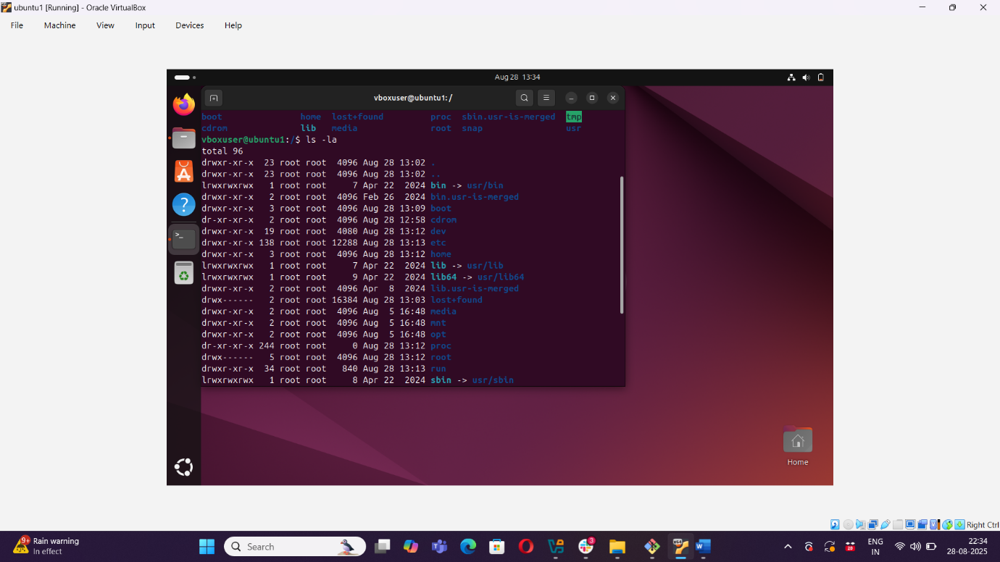 ubuntu1 [Running] - Oracle VirtualBox
File Machine View Input Devices Help
Aug 28 13:34
vboxuser@ubuntu1: /
boot home lost+found proc sbin.usr-is-merged tmp
cdrom lib media root snap usr
vboxuser@ubuntu1:/$ ls -la
total 96
drwxr-xr-x 23 root root 4096 Aug 28 13:02 .
drwxr-xr-x 23 root root 4096 Aug 28 13:02 ..
lrwxrwxrwx 1 root root 7 Apr 22 2024 bin -> usr/bin
drwxr-xr-x 2 root root 4096 Feb 26 2024 bin.usr-is-merged
drwxr-xr-x 3 root root 4096 Aug 28 13:09 boot
dr-xr-xr-x 2 root root 4096 Aug 28 12:58 cdrom
drwxr-xr-x 19 root root 4080 Aug 28 13:12 dev
drwxr-xr-x 138 root root 12288 Aug 28 13:13 etc
drwxr-xr-x 3 root root 4096 Aug 28 13:12 home
lrwxrwxrwx 1 root root 7 Apr 22 2024 lib -> usr/lib
lrwxrwxrwx 1 root root 9 Apr 22 2024 lib64 -> usr/lib64
drwxr-xr-x 2 root root 4096 Apr 8 2024 lib.usr-is-merged
drwx------ 2 root root 16384 Aug 28 13:03 lost+found
drwxr-xr-x 2 root root 4096 Aug 5 16:48 media
drwxr-xr-x 2 root root 4096 Aug 5 16:48 mnt
drwxr-xr-x 2 root root 4096 Aug 5 16:48 opt
dr-xr-xr-x 244 root root 0 Aug 28 13:12 proc
drwx------ 5 root root 4096 Aug 28 13:12 root
drwxr-xr-x 34 root root 840 Aug 28 13:13 run
lrwxrwxrwx 1 root root 8 Apr 22 2024 sbin -> usr/sbin
Home
Right Ctrl
9+
Rain warning
In effect
Search
3
ENG
IN
22:34
28-08-2025